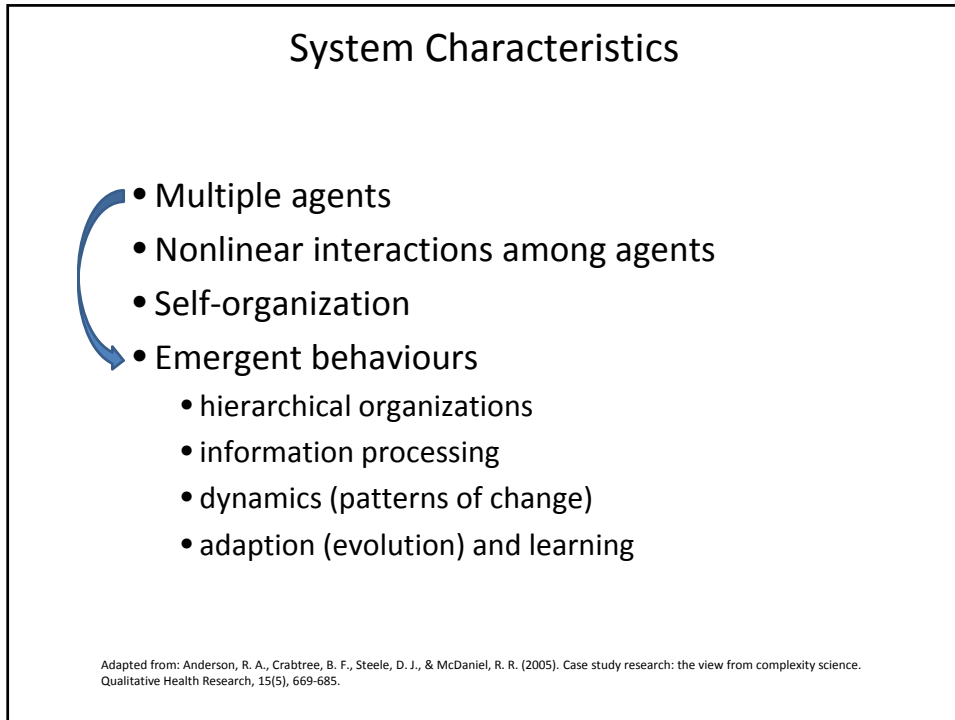 System Characteristics
• Multiple agents
• Nonlinear interactions among agents
• Self-organization
• Emergent behaviours
• hierarchical organizations
• information processing
• dynamics (patterns of change)
• adaption (evolution) and learning
Adapted from: Anderson, R. A., Crabtree, B. F., Steele, D. J., & McDaniel, R. R. (2005). Case study research: the view from complexity science.
Qualitative Health Research, 15(5), 669-685.